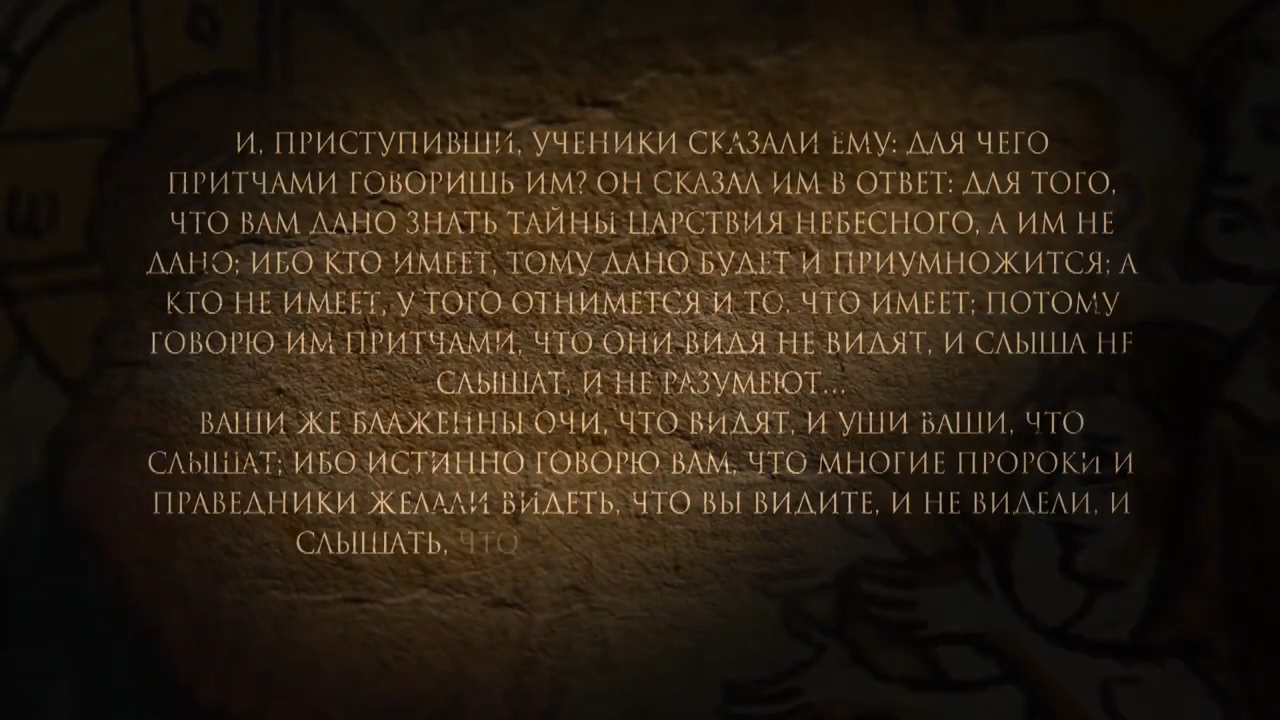 И, ПРИСТУПИВШИ, УЧЕНИКИ СКАЗАЛИ ЕМУ: ДЛЯ ЧЕГО
ПРИТЧАМИ ГОВОРИШЬ ИМ? ОН СКАЗАЛ ИМ В ОТВЕТ: ДЛЯ ТОГО,
ЧТО ВАМ ДАНО ЗНАТЬ ТАЙНЫ ЦАРСТВИЯ НЕБЕСНОГО, А ИМ НЕ
ДАНО; ИБО КТО ИМЕЕТ, ТОМУ ДАНО БУДЕТ И ПРИУМНОЖИТСЯ; А
КТО НЕ ИМЕЕТ, У ТОГО ОТНИМЕТСЯ И ТО, ЧТО ИМЕЕТ; ПОТОМУ
ГОВОРЮ ИМ ПРИТЧАМИ, ЧТО ОНИ ВИДЯ НЕ ВИДЯТ, И СЛЫША НЕ
СЛЫШАТ, И НЕ РАЗУМЕЮТ...
ВАШИ ЖЕ БЛАЖЕННЫ ОЧИ, ЧТО ВИДЯТ, И УШИ ВАШИ, ЧТО
СЛЫШАТ; ИБО ИСТИННО ГОВОРЮ ВАМ, ЧТО МНОГИЕ ПРОРОКИ И
ПРАВЕДНИКИ ЖЕЛАЛИ ВИДЕТЬ, ЧТО ВЫ ВИДИТЕ, И НЕ ВИДЕЛИ, И
СЛЫШАТЬ, ЧТО